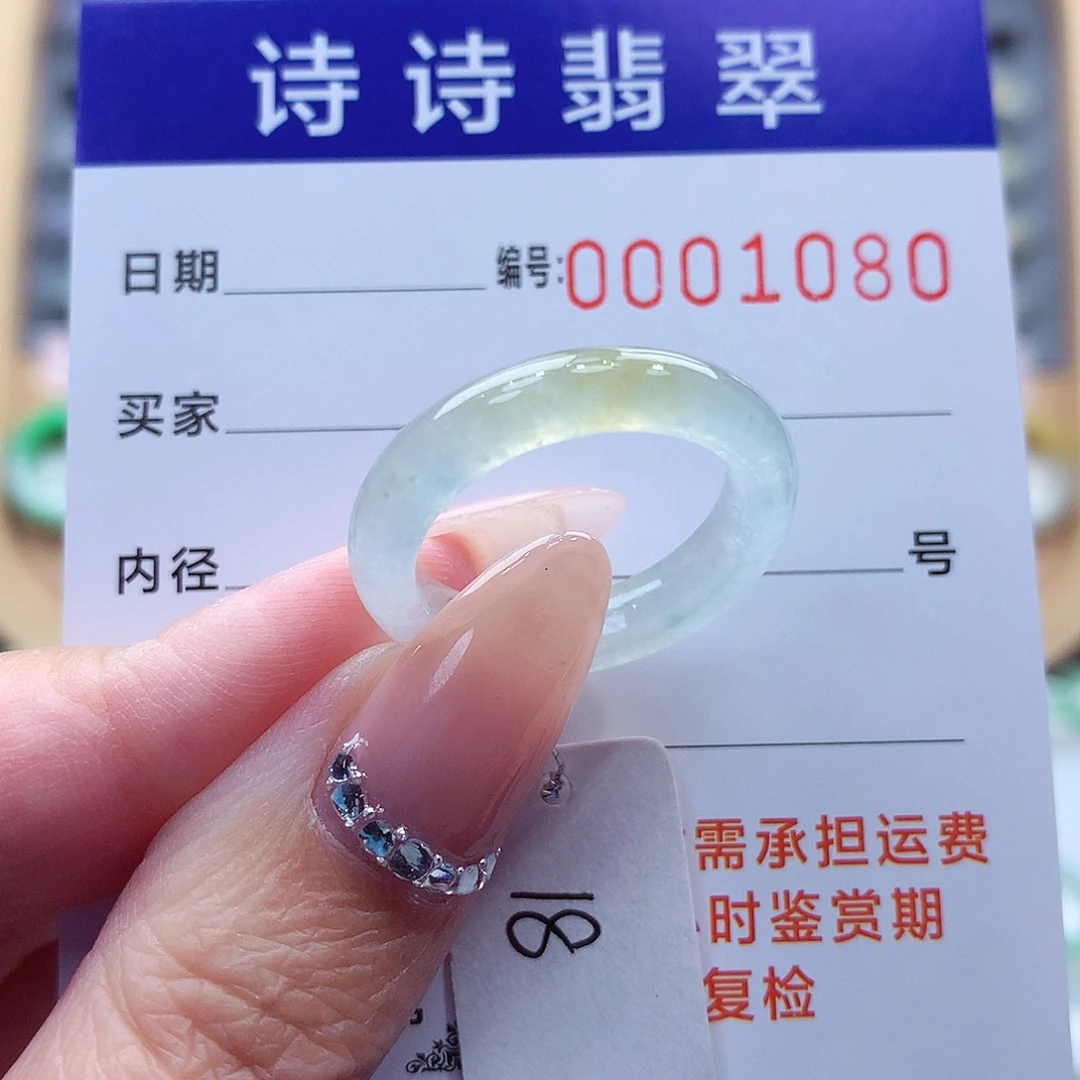 诗诗翡翠
日期 编号:0001080
买家
内径 号
需承担运费
时鉴赏期
复检
18